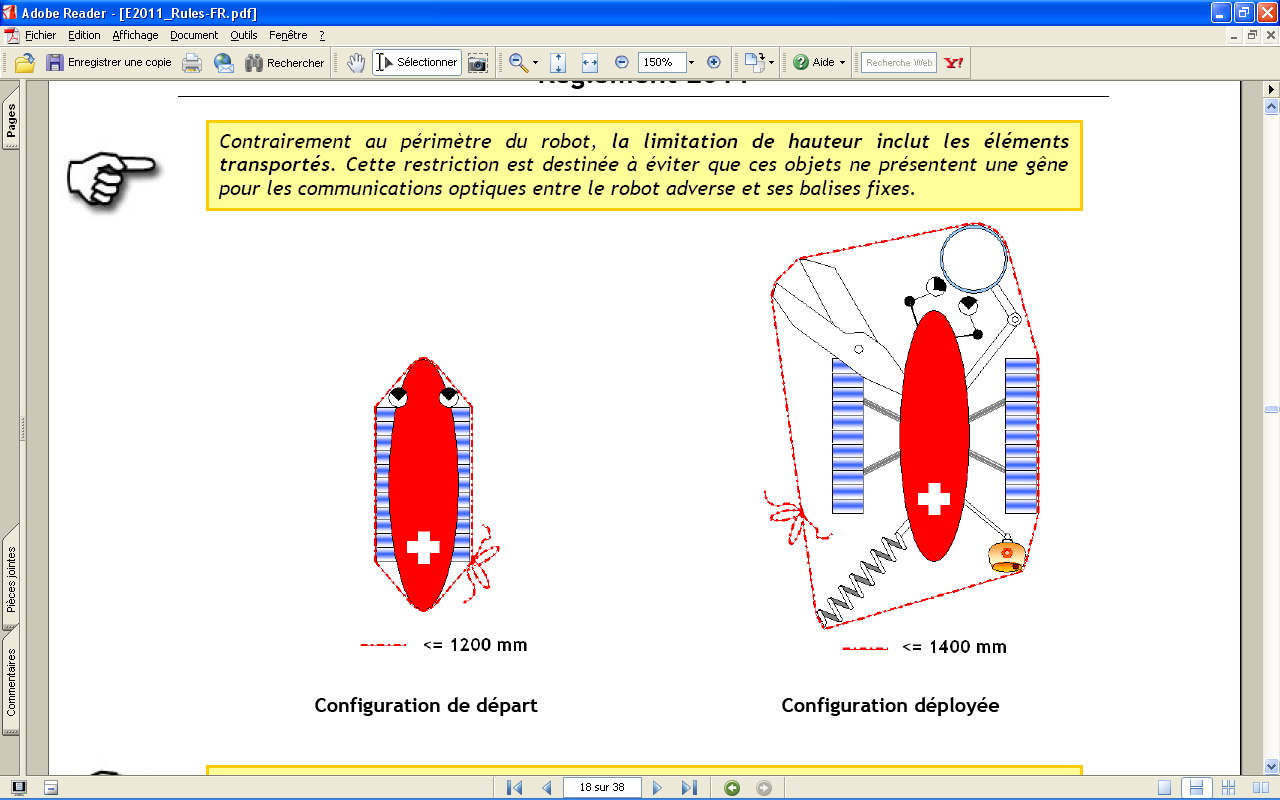 Adobe Reader - [E2011_Rules-FR.pdf]
Fichier Edition Affichage Document Outils Fenêtre ?
Enregistrer une copie Rechercher Sélectionner 150% Aide Recherche Web Y!
Pages
Pièces jointes
Commentaires
Règlement 2011
Contrairement au périmètre du robot, la limitation de hauteur inclut les éléments
transportés. Cette restriction est destinée à éviter que ces objets ne présentent une gêne
pour les communications optiques entre le robot adverse et ses balises fixes.
<= 1200 mm
<= 1400 mm
Configuration de départ
Configuration déployée
18 sur 38